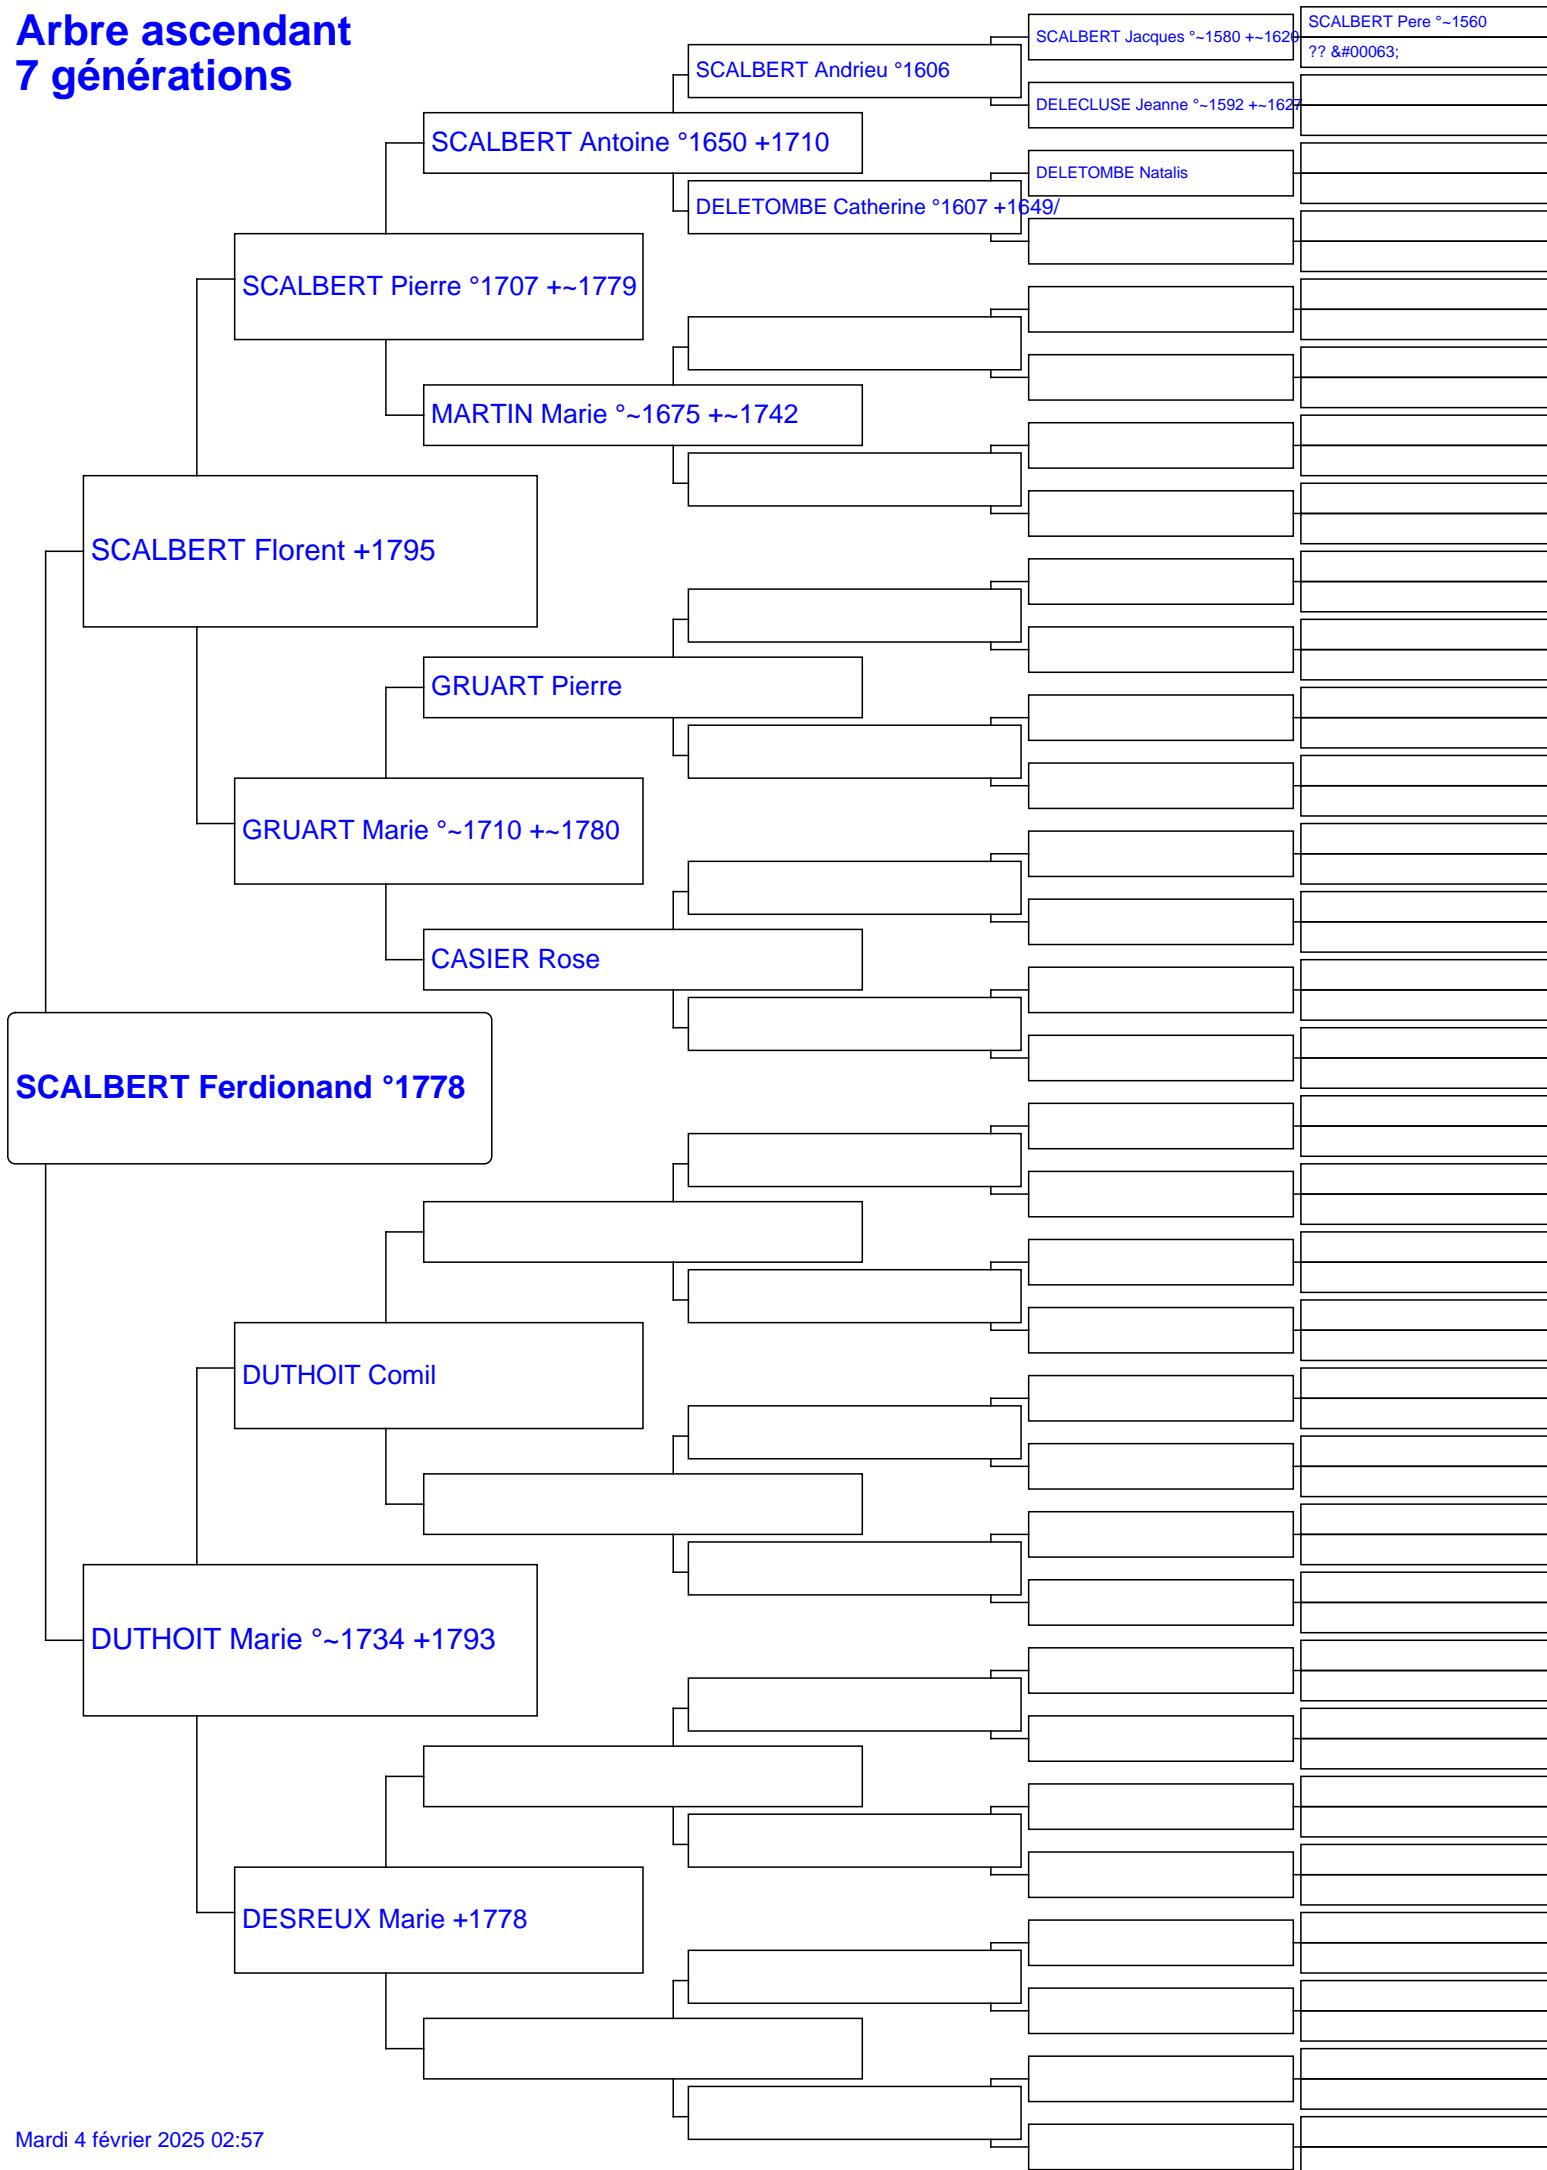 Arbre ascendant
7 générations
SCALBERT Pere °~1560
?? &#00063;
SCALBERT Jacques °~1580 +~1620
SCALBERT Andrieu °1606
DELECLUSE Jeanne °~1592 +~1627
SCALBERT Antoine °1650 +1710
DELETOMBE Natalis
DELETOMBE Catherine °1607 +1649/
SCALBERT Pierre °1707 +~1779
MARTIN Marie °~1675 +~1742
SCALBERT Florent +1795
GRUART Pierre
GRUART Marie °~1710 +~1780
CASIER Rose
SCALBERT Ferdionand °1778
DUTHOIT Comil
DUTHOIT Marie °~1734 +1793
DESREUX Marie +1778
Mardi 4 février 2025 02:57